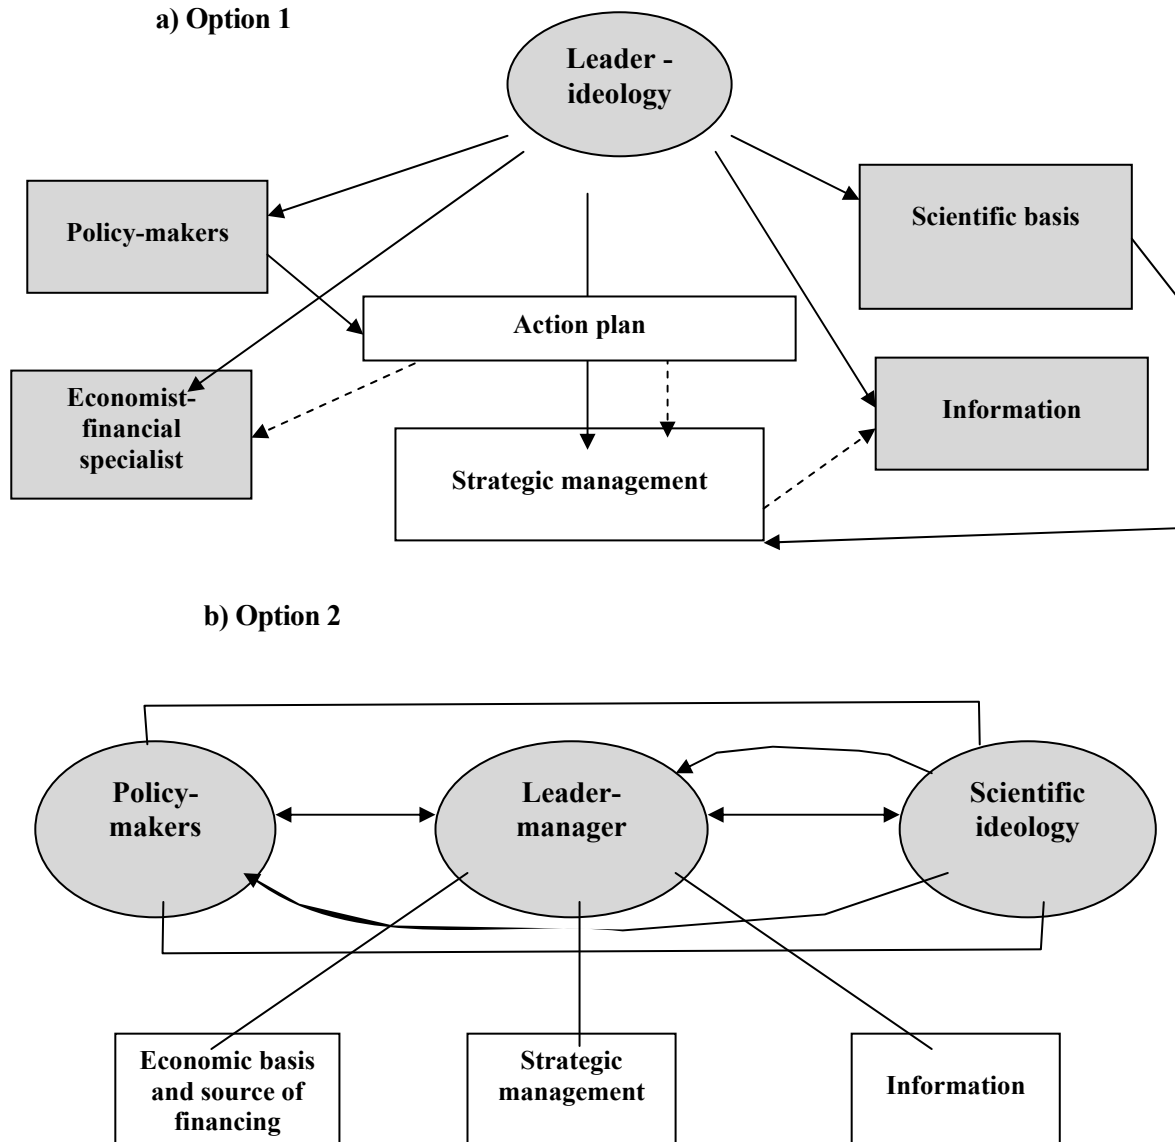 a) Option 1
Leader -
ideology
Policy-makers
Scientific basis
Action plan
Economist-
financial
specialist
Information
Strategic management
b) Option 2
Policy-
makers
Leader-
manager
Scientific
ideology
Economic basis
and source of
financing
Strategic
management
Information